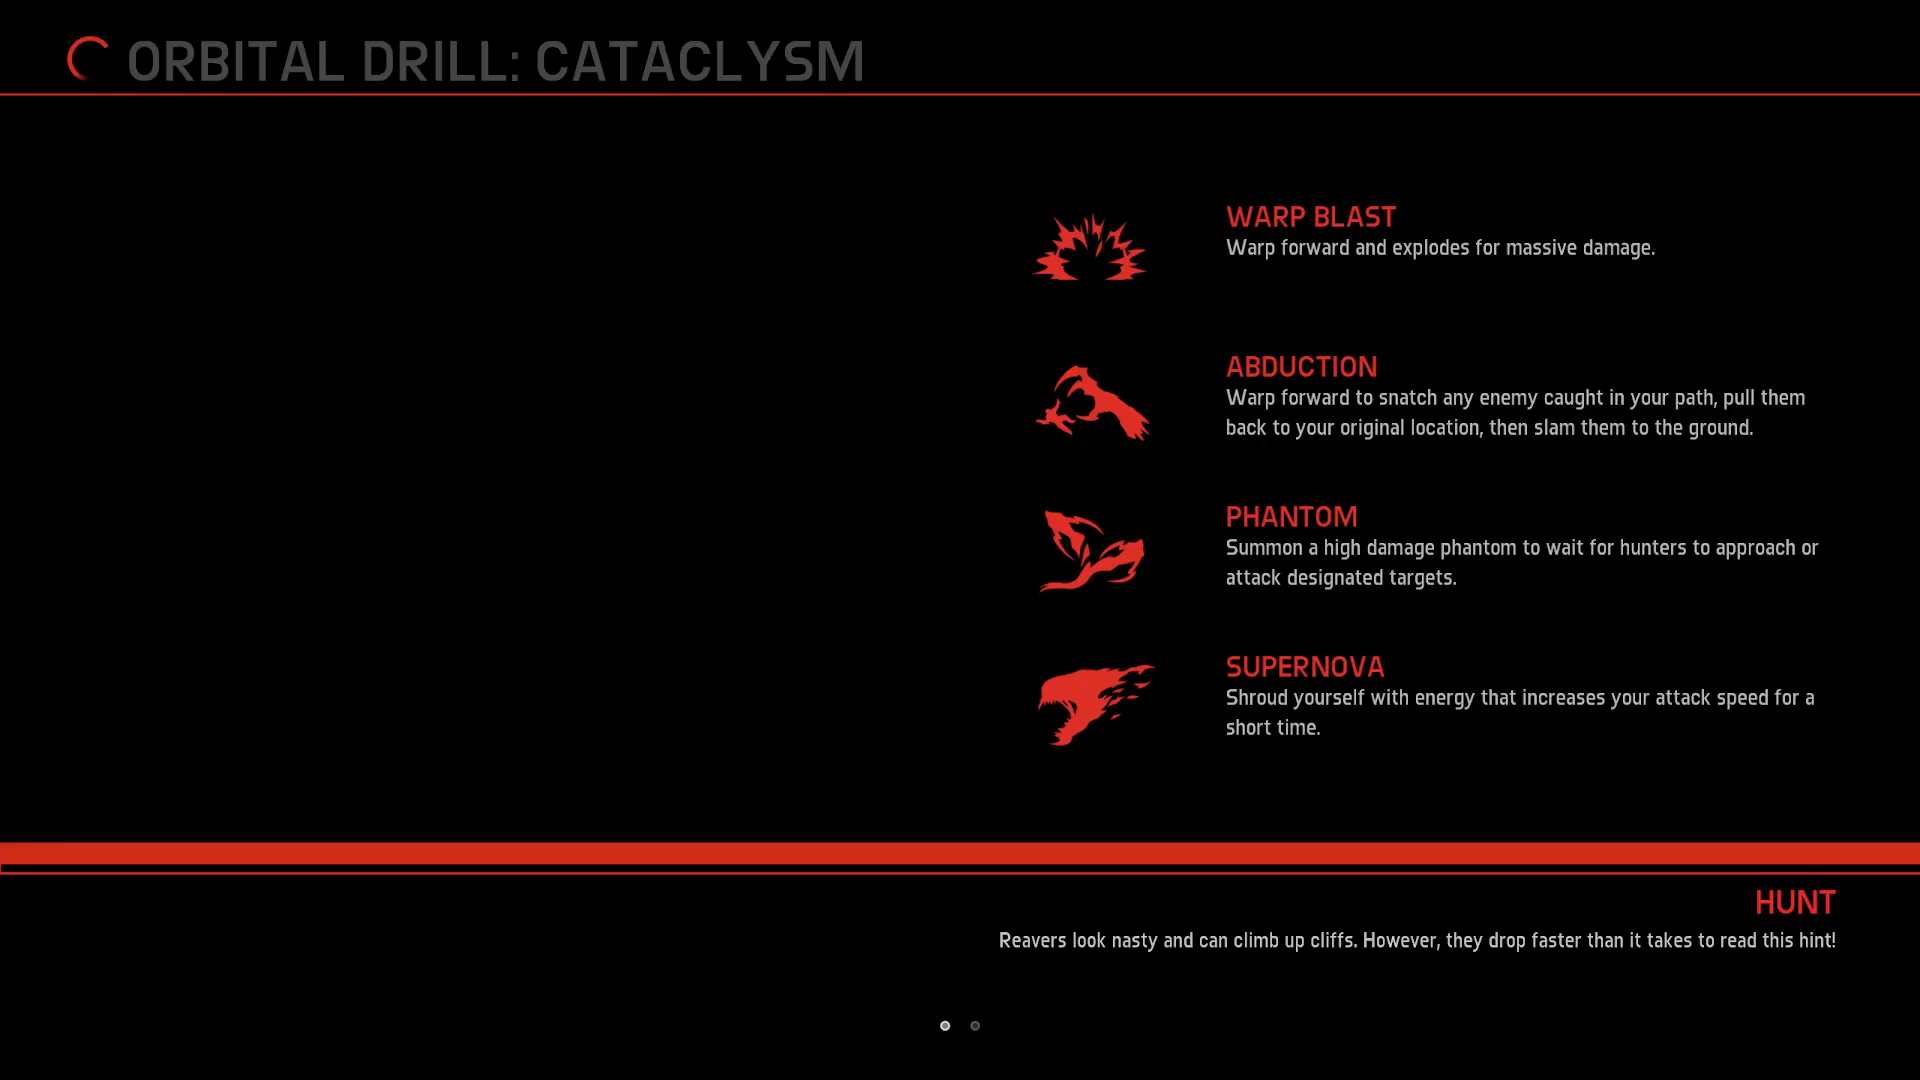 ORBITAL DRILL: CATACLYSM
WARP BLAST
Warp forward and explodes for massive damage.
ABDUCTION
Warp forward to snatch any enemy caught in your path, pull them
back to your original location, then slam them to the ground.
PHANTOM
Summon a high damage phantom to wait for hunters to approach or
attack designated targets.
SUPERNOVA
Shroud yourself with energy that increases your attack speed for a
short time.
HUNT
Reavers look nasty and can climb up cliffs. However, they drop faster than it takes to read this hint!